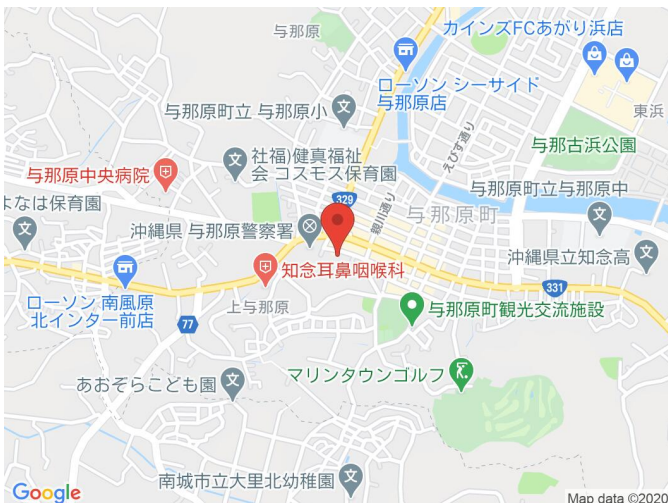 与那原
カインズFCあがり浜店
ローソン シーサイド
与那原店
東浜
与那原町立 与那原小
えびす通り
与那古浜公園
社福)健真福祉
会 コスモス保育園
与那原中央病院
与那原町立与那原中
329
親川通り
与那原町
よなは保育園
沖縄県 与那原警察署
沖縄県立知念高
知念耳鼻咽喉科
331
ローソン 南風原
北インター前店
上与那原
与那原町観光交流施設
77
マリンタウンゴルフ
あおぞらこども園
南城市立大里北幼稚園
Google
Map data ©2020